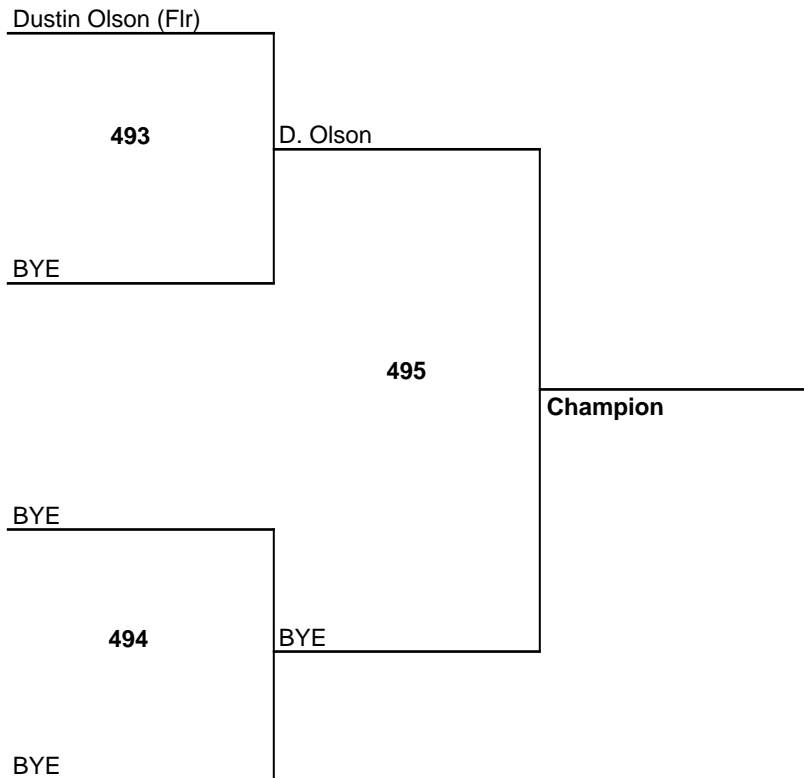 Dustin Olson (Flr)
493
D. Olson
BYE
495
Champion
BYE
494
BYE
BYE